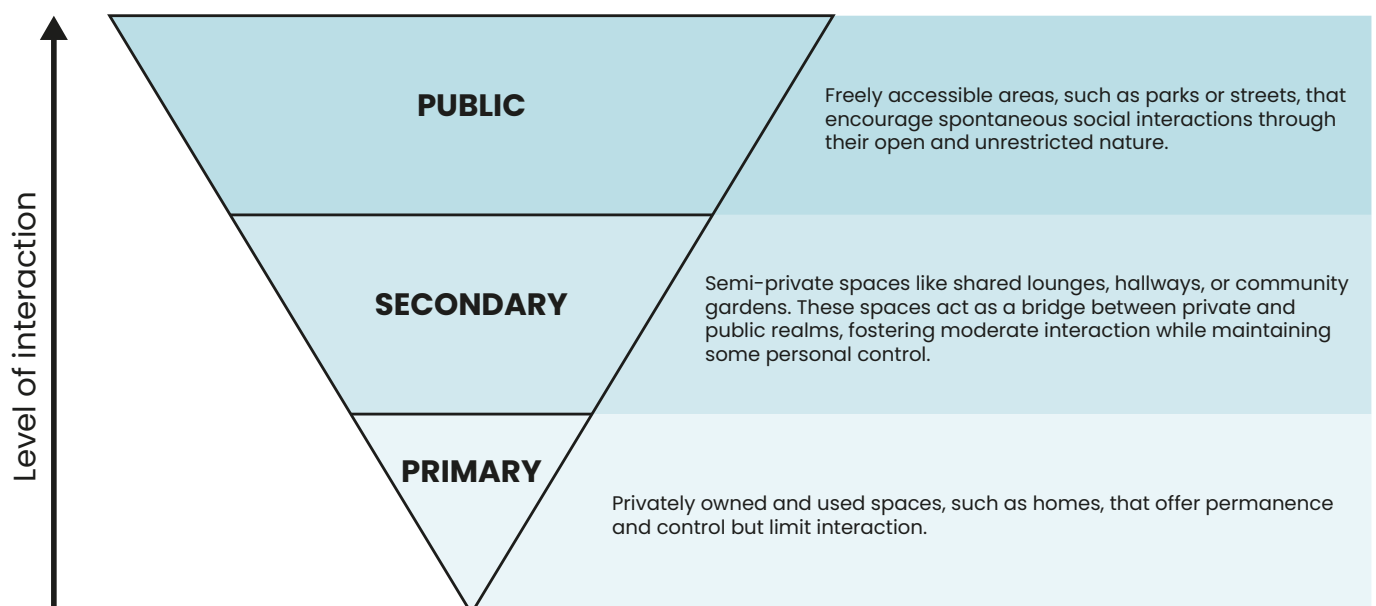 Level of interaction
PUBLIC
Freely accessible areas, such as parks or streets, that
encourage spontaneous social interactions through
their open and unrestricted nature.
SECONDARY
Semi-private spaces like shared lounges, hallways, or community
gardens. These spaces act as a bridge between private and
public realms, fostering moderate interaction while maintaining
some personal control.
PRIMARY
Privately owned and used spaces, such as homes, that offer permanence
and control but limit interaction.